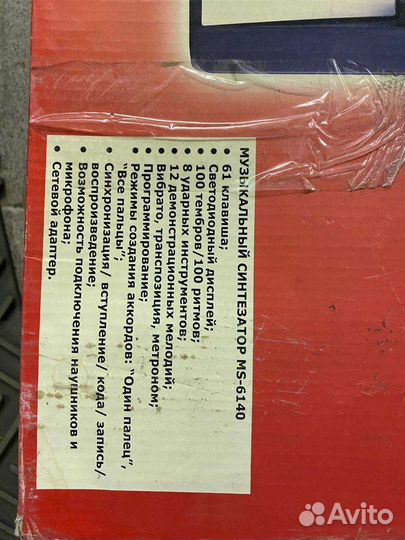 МУЗЫКАЛЬНЫЙ СИНТЕЗАТОР MS-6140
• 61 клавиша;
• Светодиодный дисплей;
• 100 тембров/100 ритмов;
• 8 ударных инструментов;
• 12 демонстрационных мелодий;
• Вибрато, транспозиция, метроном;
• Программирование;
• Режимы создания аккордов: "Один палец",
"Все пальцы";
• Синхронизация/ вступление/ кода/ запись/
воспроизведение;
• Возможность подключения наушников и
микрофона;
• Сетевой адаптер.
Avito